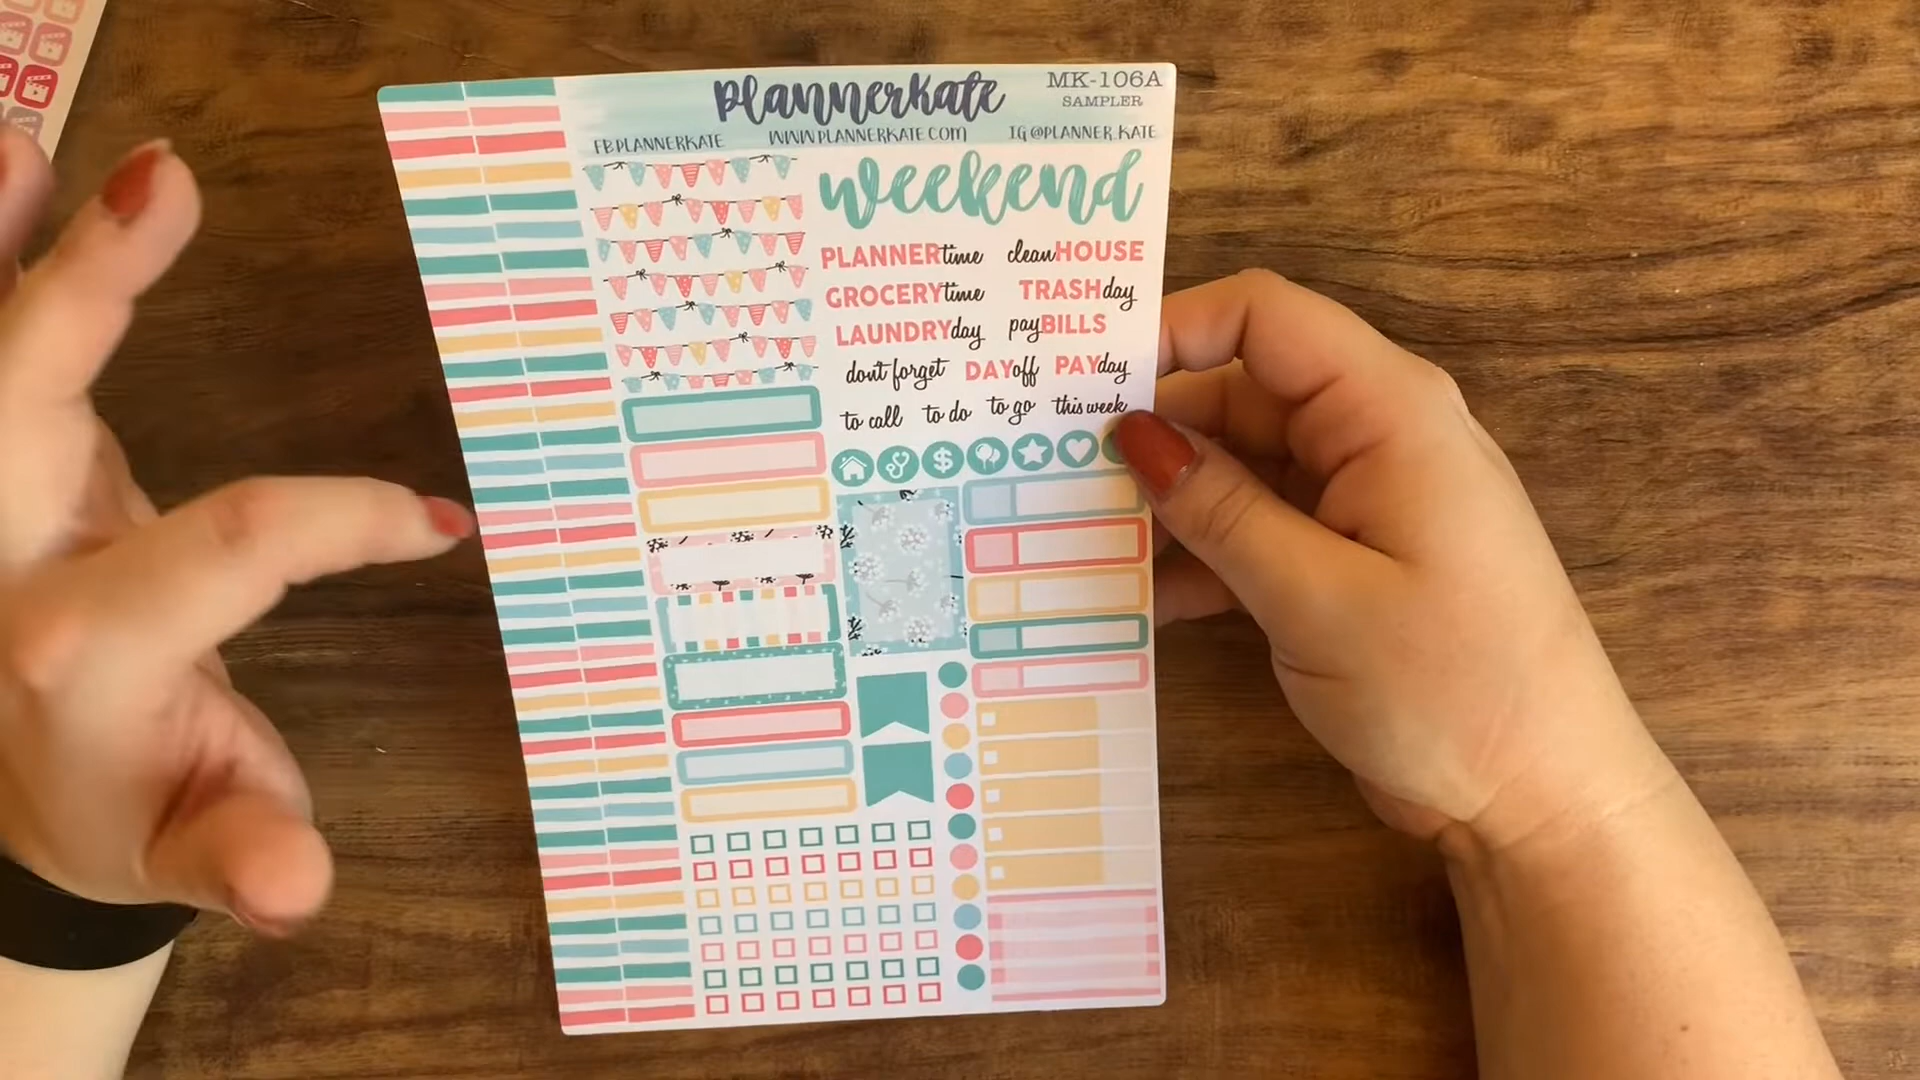 plannerkate
MK-106A
SAMPLER
FB PLANNERKATE
WWW.PLANNERKATE.COM
IG @PLANNER.KATE
weekend
PLANNERtime
cleanHOUSE
GROCERYtime
TRASHday
LAUNDRYday
payBILLS
don't forget
DAYoff
PAYday
to call
to do
to go
this week
$